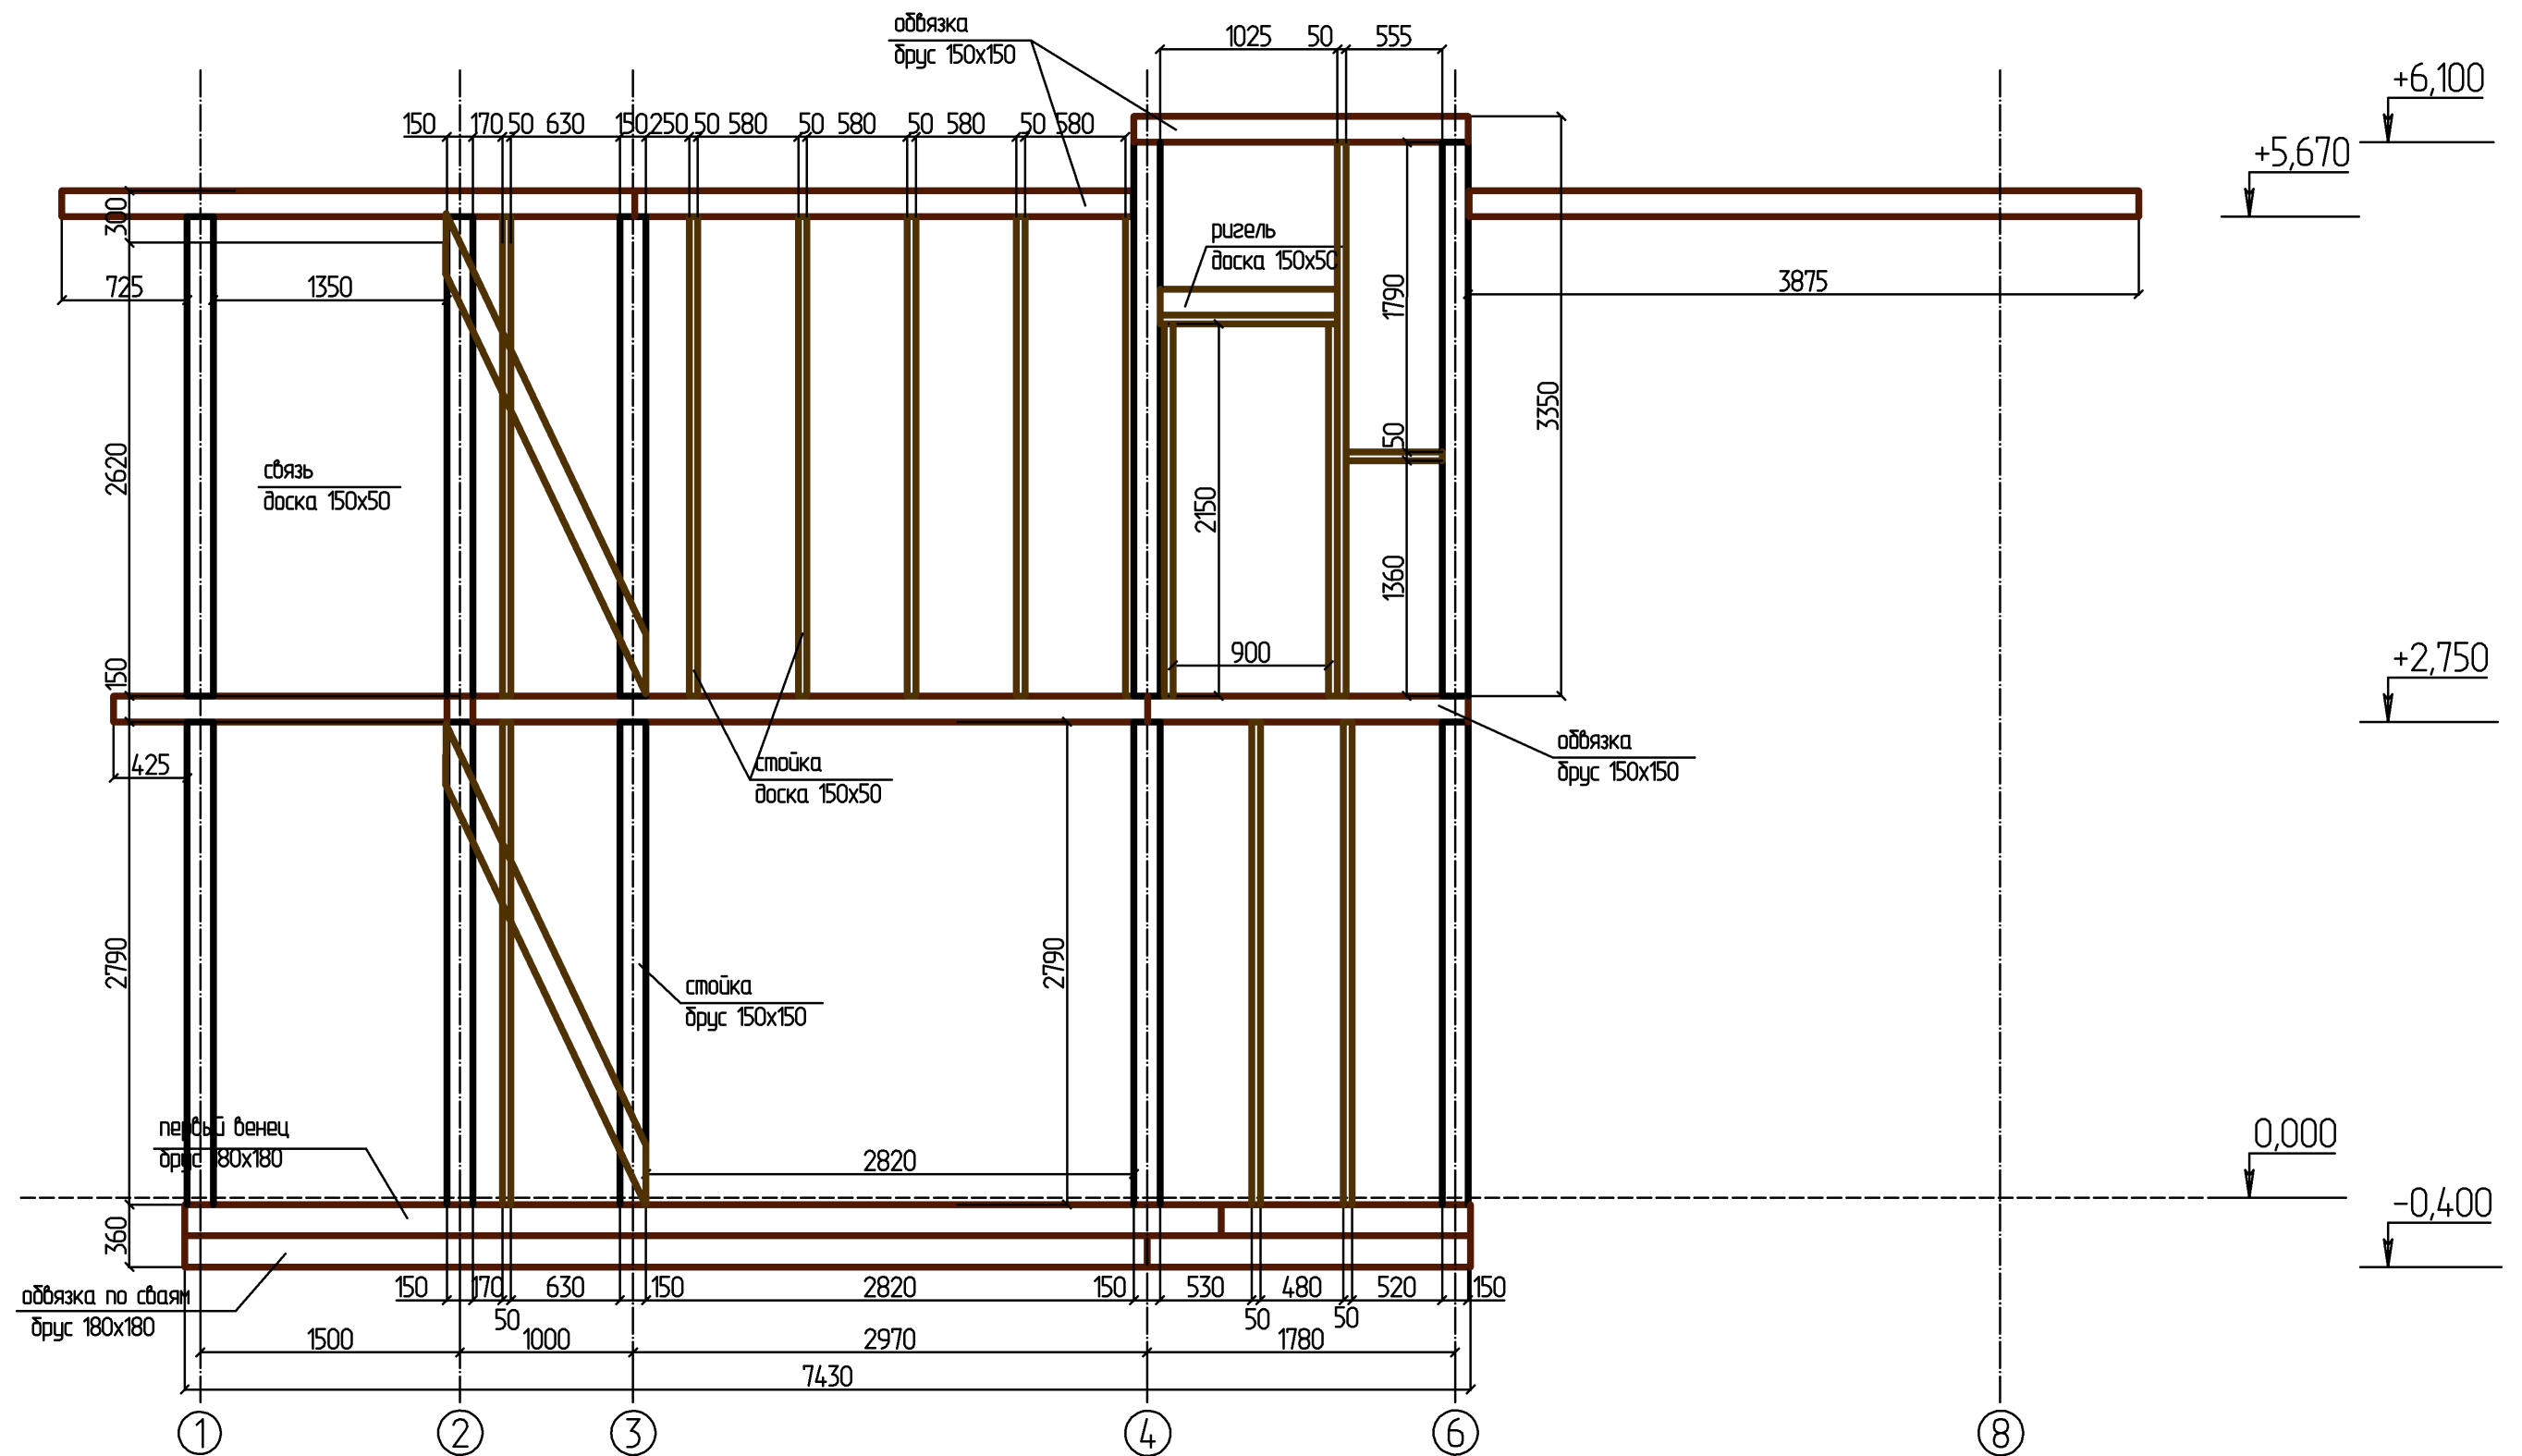 обвязка
брус 150х150
1025 50 555
+6,100
+5,670
150 170 50 630 150 250 50 580 50 580 50 580 50 580
300
ригель
доска 150х50
725 1350
1790
3875
3350
50
2620
связь
доска 150х50
2150
1360
900
150
+2,750
425
стойка
доска 150х50
обвязка
брус 150х150
2790
2790
стойка
брус 150х150
первый венец
брус 180х180
2820
0,000
-0,400
360
обвязка по сваям
брус 180х180
150 170 630 150 2820 150 530 480 520 150
50 50 50
1500 1000 2970 1780
7430
1 2 3 4 6 8